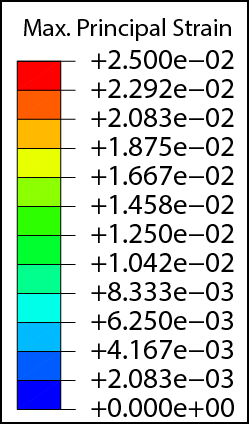 Max. Principal Strain
+2.500e−02
+2.292e−02
+2.083e−02
+1.875e−02
+1.667e−02
+1.458e−02
+1.250e−02
+1.042e−02
+8.333e−03
+6.250e−03
+4.167e−03
+2.083e−03
+0.000e+00